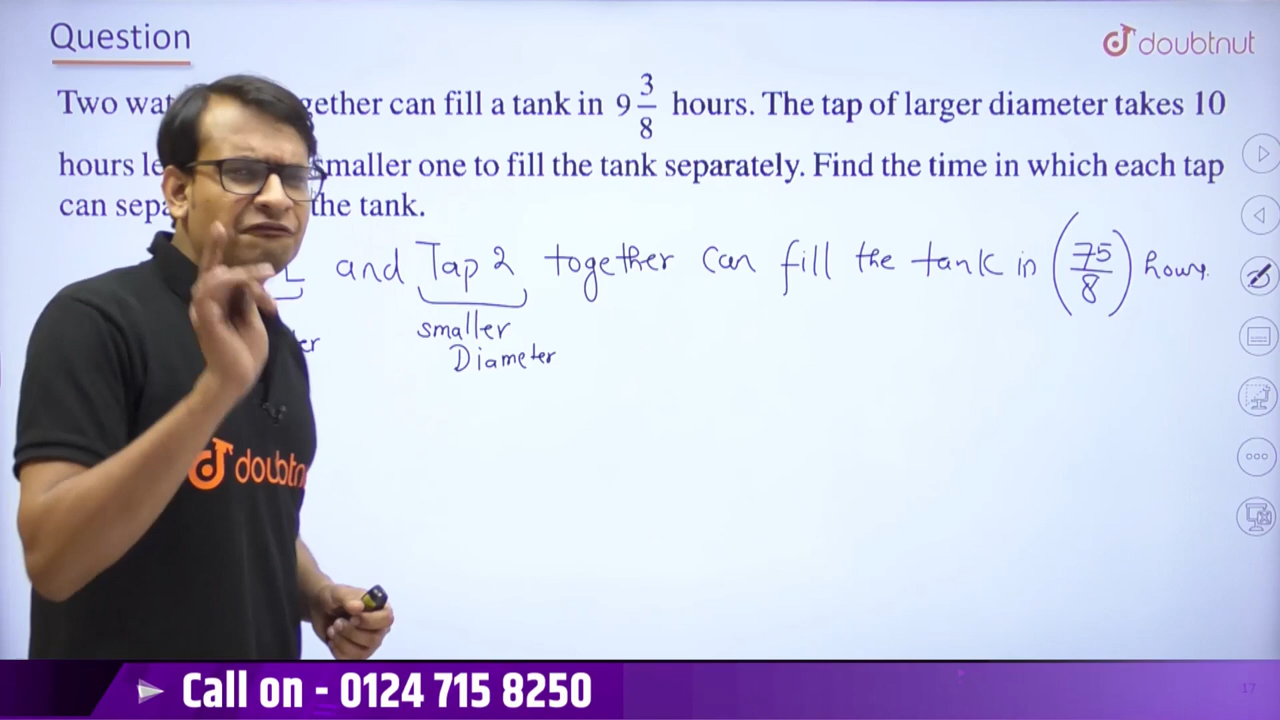 Question
doubtnut
Two gether can fill a tank in 9 3/8 hours. The tap of larger diameter takes 10
hours smaller one to fill the tank separately. Find the time in which each tap
can the tank.
and Tap 2 together can fill the tank in (75/8) hours.
smaller
Diameter
doubtn
Call on - 0124 715 8250
17